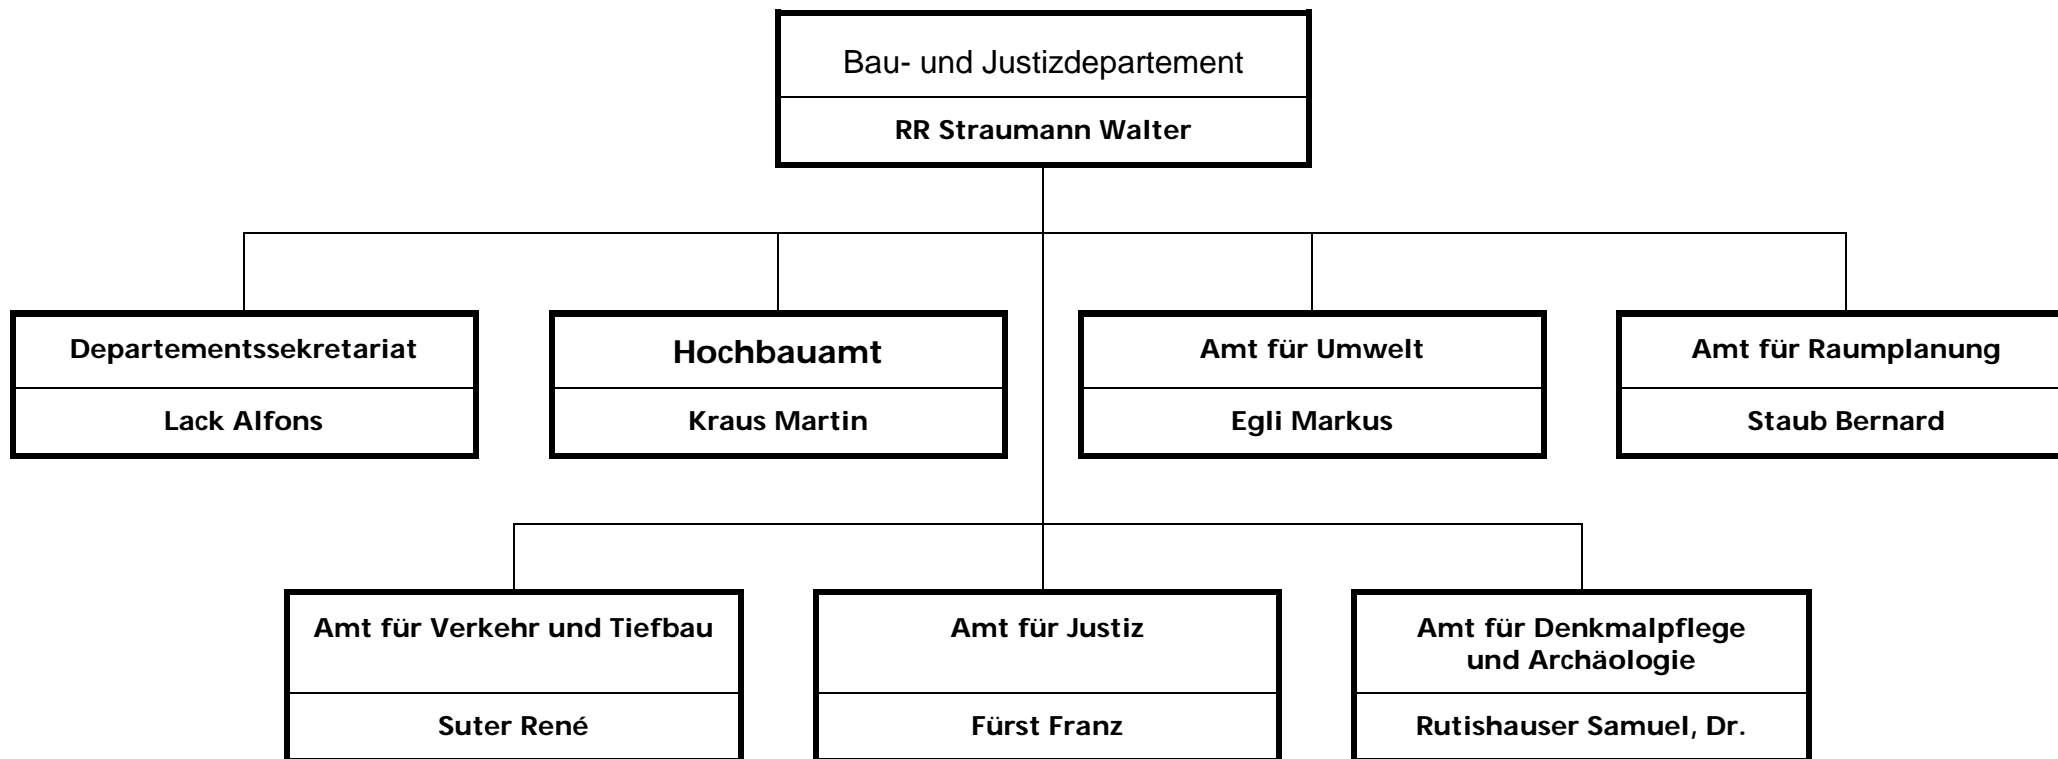 Bau- und Justizdepartement
RR Straumann Walter
Departementssekretariat
Lack Alfons
Hochbauamt
Kraus Martin
Amt für Umwelt
Egli Markus
Amt für Raumplanung
Staub Bernard
Amt für Verkehr und Tiefbau
Suter René
Amt für Justiz
Fürst Franz
Amt für Denkmalpflege
und Archäologie
Rutishauser Samuel, Dr.